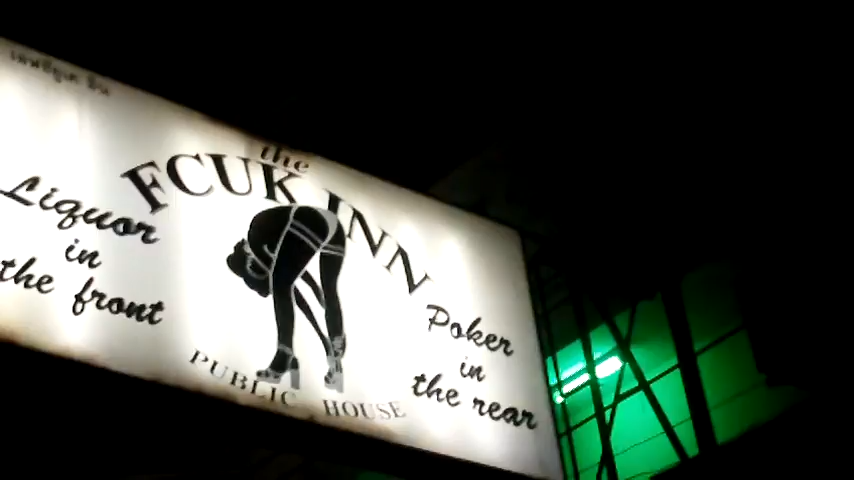 the
FCUK INN
Liquor
in
the front
Poker
in
the rear
PUBLIC HOUSE